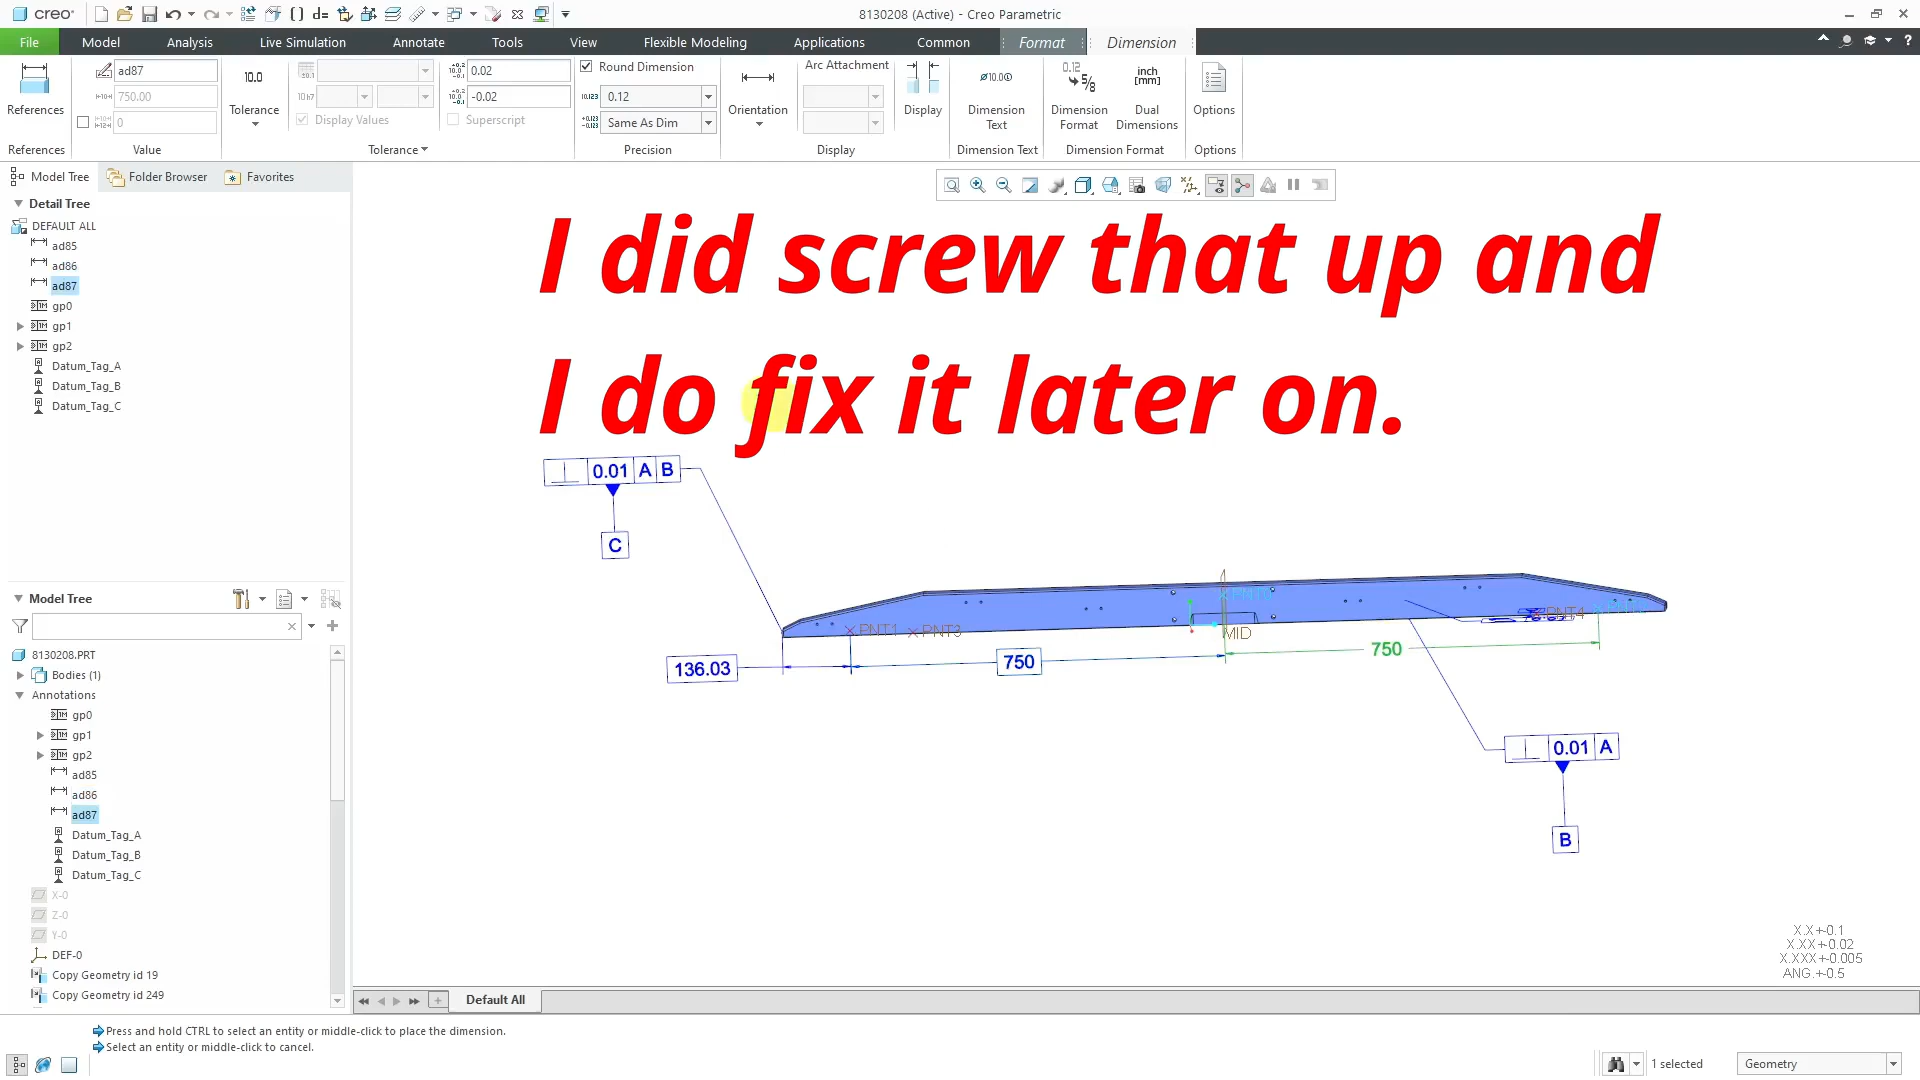 creo
8130208 (Active) - Creo Parametric
File
Model
Analysis
Live Simulation
Annotate
Tools
View
Flexible Modeling
Applications
Common
Format
Dimension
References
References
ad87
750.00
0
Value
10.0
Tolerance
Display Values
0.02
-0.02
Superscript
Tolerance
Round Dimension
0.12
Same As Dim
Precision
Orientation
Arc Attachment
Display
Display
Dimension
Text
Dimension Text
Dimension
Format
inch
[mm]
Dual
Dimensions
Dimension Format
Options
Options
Model Tree
Folder Browser
Favorites
Detail Tree
DEFAULT ALL
ad85
ad86
ad87
gp0
gp1
gp2
Datum_Tag_A
Datum_Tag_B
Datum_Tag_C
Model Tree
8130208.PRT
Bodies (1)
Annotations
gp0
gp1
gp2
ad85
ad86
ad87
Datum_Tag_A
Datum_Tag_B
Datum_Tag_C
X-0
Z-0
Y-0
DEF-0
Copy Geometry id 19
Copy Geometry id 249
I did screw that up and
I do fix it later on.
0.01 A B
C
PNT1
PNT3
MID
PNT4
136.03
750
750
0.01 A
B
X.X+-0.1
X.XX+-0.02
X.XXX+-0.005
ANG.+-0.5
Default All
Press and hold CTRL to select an entity or middle-click to place the dimension.
Select an entity or middle-click to cancel.
1 selected
Geometry